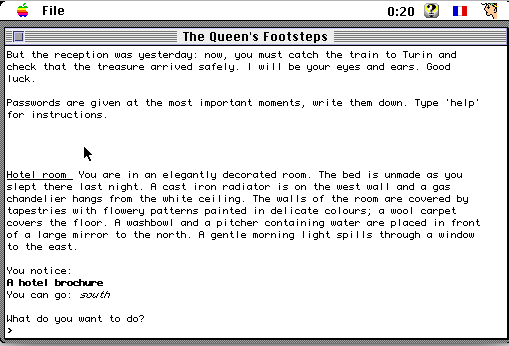 File 0:20
The Queen's Footsteps
But the reception was yesterday: now, you must catch the train to Turin and
check that the treasure arrived safely. I will be your eyes and ears. Good
luck.
Passwords are given at the most important moments, write them down. Type 'help'
for instructions.
Hotel room You are in an elegantly decorated room. The bed is unmade as you
slept there last night. A cast iron radiator is on the west wall and a gas
chandelier hangs from the white ceiling. The walls of the room are covered by
tapestries with flowery patterns painted in delicate colours; a wool carpet
covers the floor. A washbowl and a pitcher containing water are placed in front
of a large mirror to the north. A gentle morning light spills through a window
to the east.
You notice:
A hotel brochure
You can go: south
What do you want to do?
>